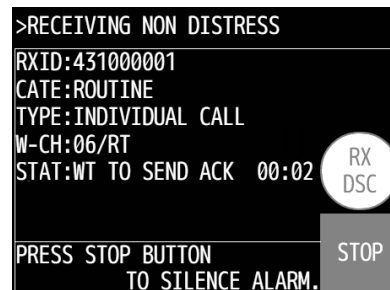 >RECEIVING NON DISTRESS
RXID:431000001
CATE:ROUTINE
TYPE:INDIVIDUAL CALL
W-CH:06/RT
STAT:WT TO SEND ACK 00:02
RX
DSC
PRESS STOP BUTTON
TO SILENCE ALARM.
STOP